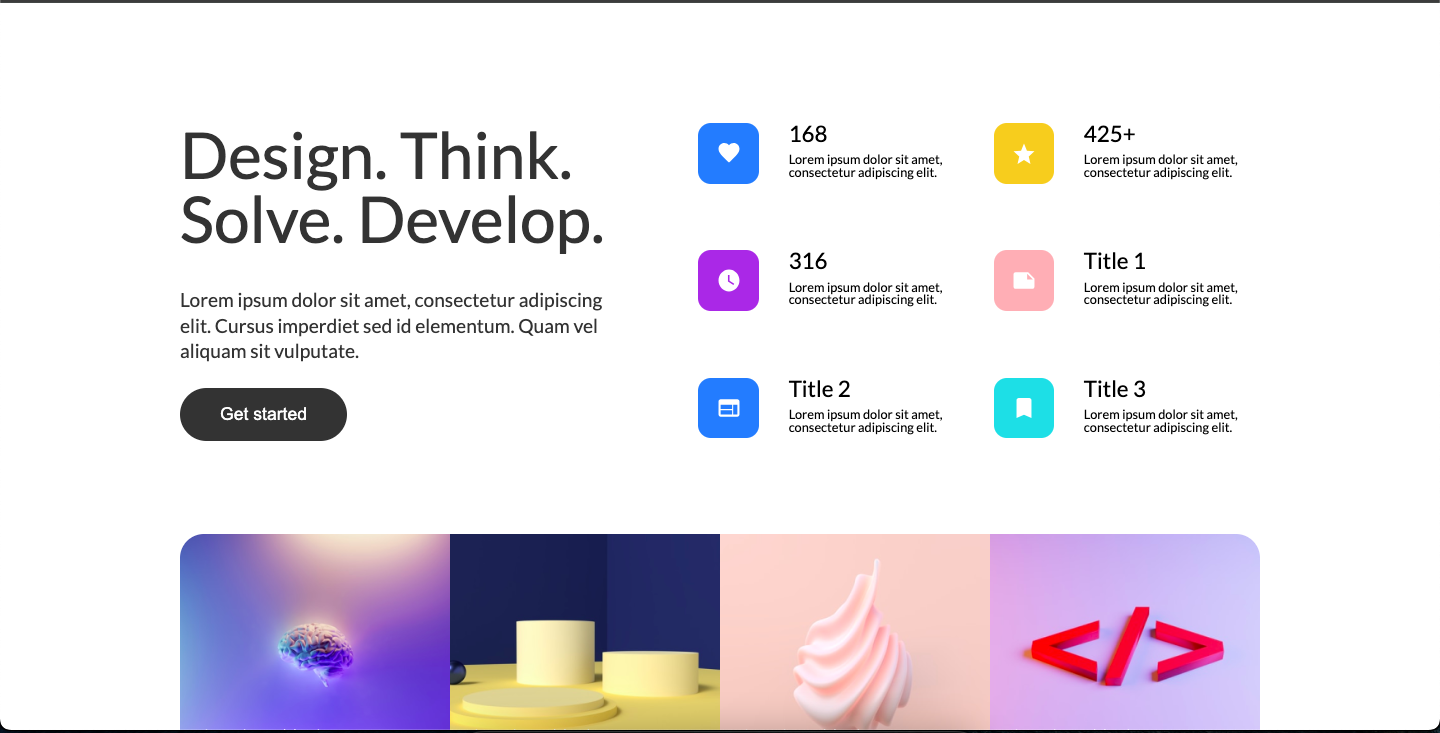 Design. Think.
Solve. Develop.
Lorem ipsum dolor sit amet, consectetur adipiscing
elit. Cursus imperdiet sed id elementum. Quam vel
aliquam sit vulputate.
Get started
168
Lorem ipsum dolor sit amet,
consectetur adipiscing elit.
425+
Lorem ipsum dolor sit amet,
consectetur adipiscing elit.
316
Lorem ipsum dolor sit amet,
consectetur adipiscing elit.
Title 1
Lorem ipsum dolor sit amet,
consectetur adipiscing elit.
Title 2
Lorem ipsum dolor sit amet,
consectetur adipiscing elit.
Title 3
Lorem ipsum dolor sit amet,
consectetur adipiscing elit.
</>